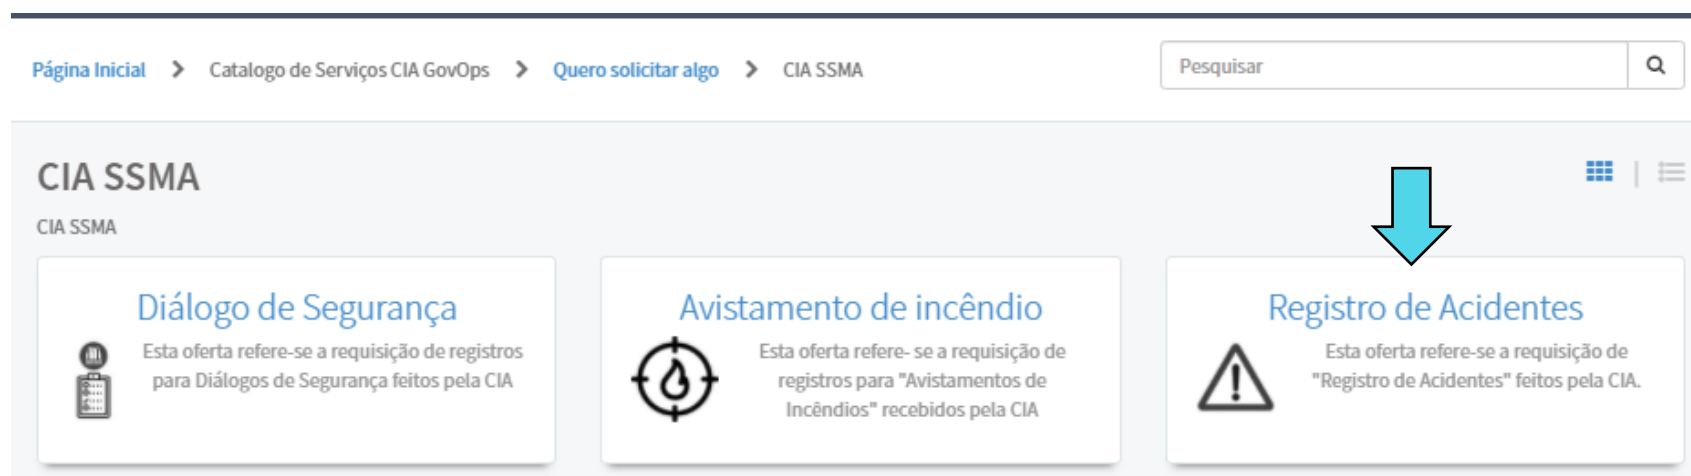 Página Inicial > Catalogo de Serviços CIA GovOps > Quero solicitar algo > CIA SSMA
Pesquisar
CIA SSMA
CIA SSMA
Diálogo de Segurança
Esta oferta refere-se a requisição de registros
para Diálogos de Segurança feitos pela CIA
Avistamento de incêndio
Esta oferta refere- se a requisição de
registros para "Avistamentos de
Incêndios" recebidos pela CIA
Registro de Acidentes
Esta oferta refere-se a requisição de
"Registro de Acidentes" feitos pela CIA.